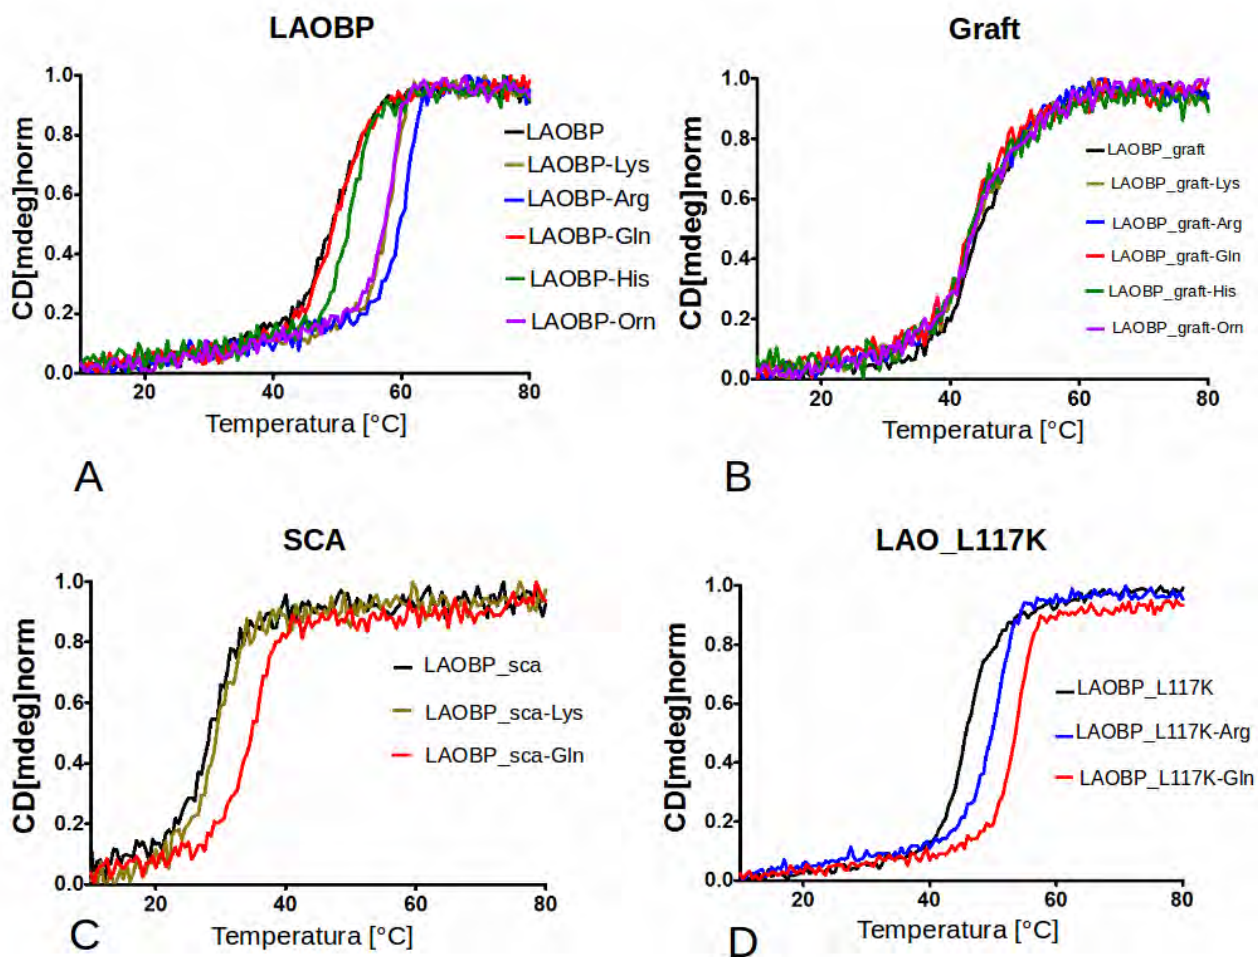 LAOBP
CD[mdeg]norm
1.0
0.8
0.6
0.4
0.2
0.0
20
40
60
80
Temperatura [°C]
LAOBP
LAOBP-Lys
LAOBP-Arg
LAOBP-Gln
LAOBP-His
LAOBP-Orn
A
Graft
CD[mdeg]norm
1.0
0.8
0.6
0.4
0.2
0.0
20
40
60
80
Temperatura [°C]
LAOBP_graft
LAOBP_graft-Lys
LAOBP_graft-Arg
LAOBP_graft-Gln
LAOBP_graft-His
LAOBP_graft-Orn
B
SCA
CD[mdeg]norm
1.0
0.8
0.6
0.4
0.2
0.0
20
40
60
80
Temperatura [°C]
LAOBP_sca
LAOBP_sca-Lys
LAOBP_sca-Gln
C
LAO_L117K
CD[mdeg]norm
1.0
0.8
0.6
0.4
0.2
0.0
20
40
60
80
Temperatura [°C]
LAOBP_L117K
LAOBP_L117K-Arg
LAOBP_L117K-Gln
D